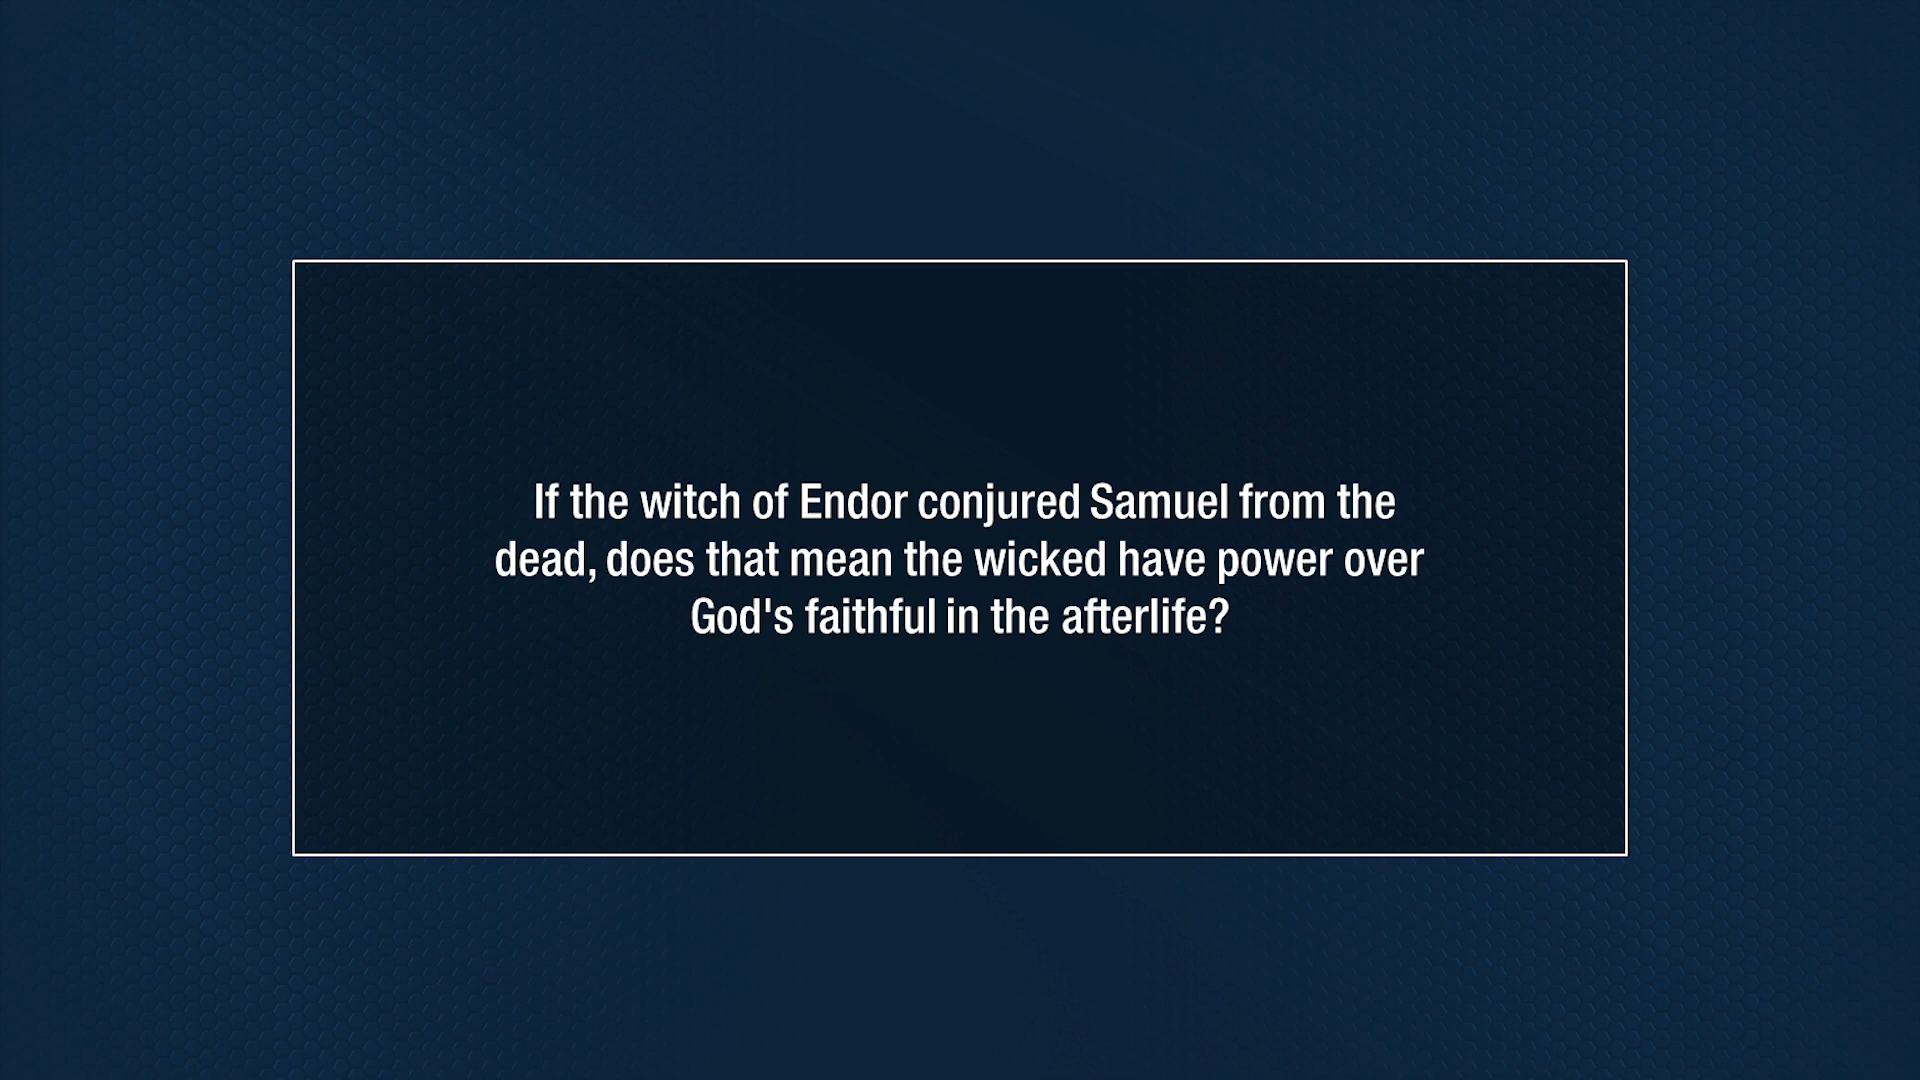 If the witch of Endor conjured Samuel from the
dead, does that mean the wicked have power over
God's faithful in the afterlife?